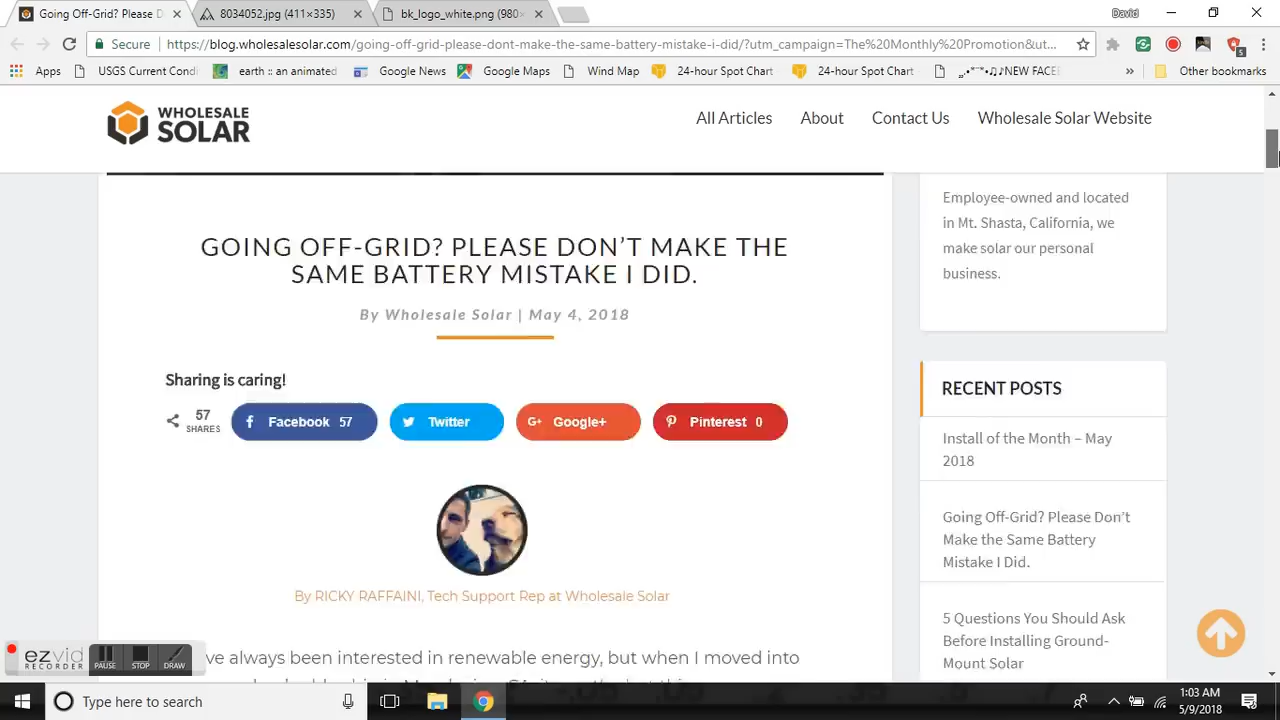 Going Off-Grid? Please D
8034052.jpg (411×335)
bk_logo_white.png (980×
David
Secure
https://blog.wholesalesolar.com/going-off-grid-please-dont-make-the-same-battery-mistake-i-did/?utm_campaign=The%20Monthly%20Promotion&ut...
Apps
USGS Current Condi
earth :: an animated
Google News
Google Maps
Wind Map
24-hour Spot Chart
24-hour Spot Chart
Other bookmarks
WHOLESALE
SOLAR
All Articles
About
Contact Us
Wholesale Solar Website
GOING OFF-GRID? PLEASE DON’T MAKE THE
SAME BATTERY MISTAKE I DID.
By Wholesale Solar | May 4, 2018
Sharing is caring!
57
SHARES
Facebook 57
Twitter
G+ Google+
Pinterest 0
By RICKY RAFFAINI, Tech Support Rep at Wholesale Solar
ve always been interested in renewable energy, but when I moved into
Employee-owned and located
in Mt. Shasta, California, we
make solar our personal
business.
RECENT POSTS
Install of the Month – May
2018
Going Off-Grid? Please Don’t
Make the Same Battery
Mistake I Did.
5 Questions You Should Ask
Before Installing Ground-
Mount Solar
ezvid
RECORDER
PAUSE
STOP
DRAW
Type here to search
1:03 AM
5/9/2018